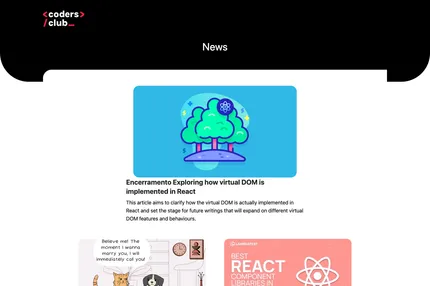 <coders>
/club_
News
Encerramento Exploring how virtual DOM is
implemented in React
This article aims to clarify how the virtual DOM is actually implemented in
React and set the stage for future writings that will expand on different virtual
DOM features and behaviours.
Believe me! The
moment I wanna
marry you, I will
immediately call you!
BEST
REACT
COMPONENT
LIBRARIES IN